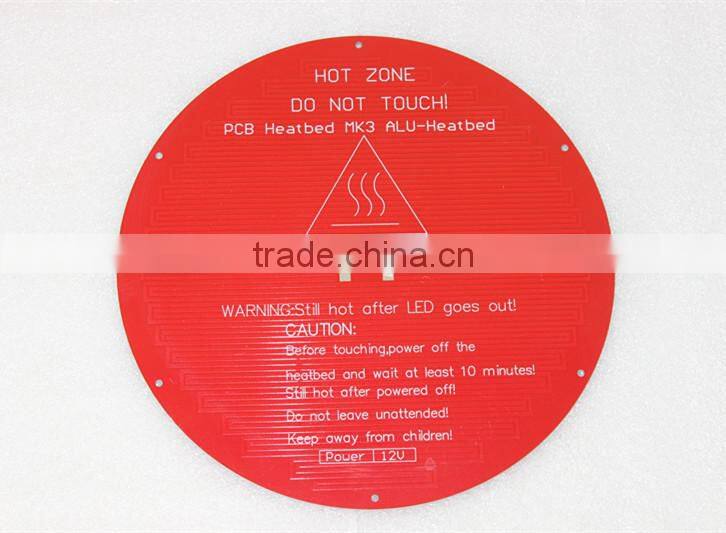 HOT ZONE
DO NOT TOUCH!
PCB Heatbed MK3 ALU-Heatbed
trade.china.cn
WARNING:Still hot after LED goes out!
CAUTION:
Before touching,power off the
heatbed and wait at least 10 minutes!
Still hot after powered off!
Do not leave unattended!
Keep away from children!
Power 12V